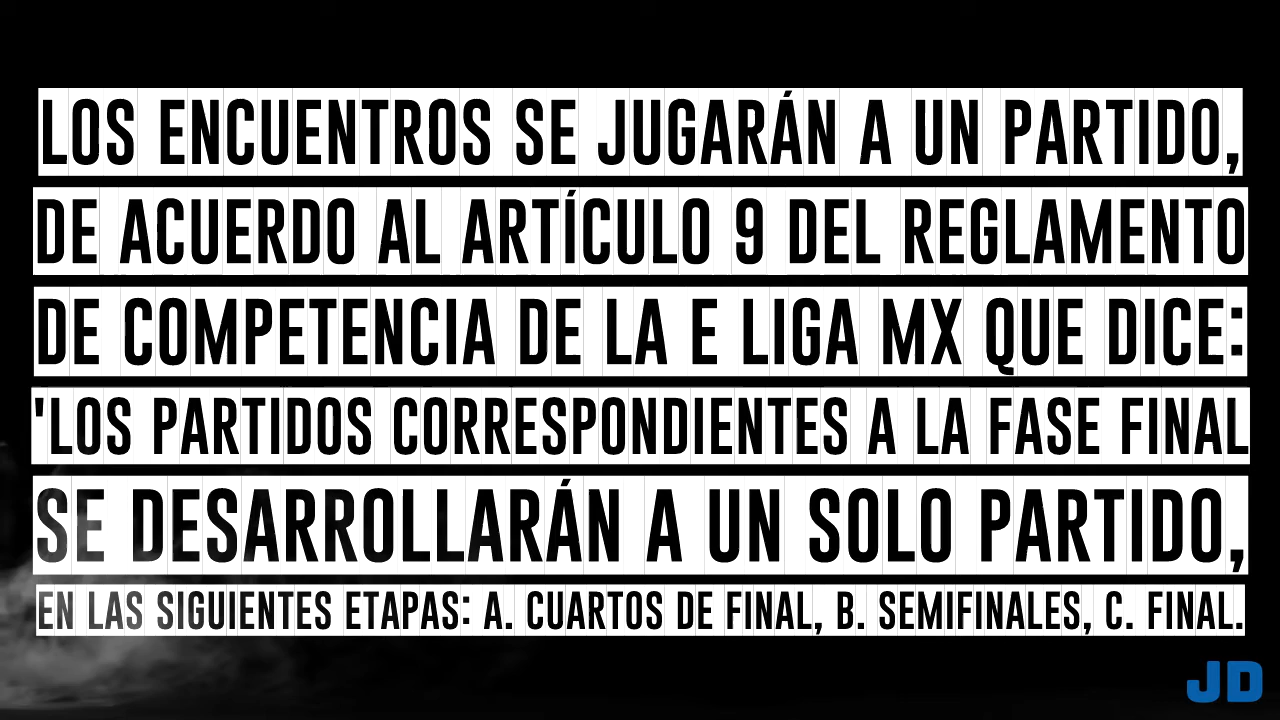 LOS ENCUENTROS SE JUGARÁN A UN PARTIDO,
DE ACUERDO AL ARTÍCULO 9 DEL REGLAMENTO
DE COMPETENCIA DE LA E LIGA MX QUE DICE:
'LOS PARTIDOS CORRESPONDIENTES A LA FASE FINAL
SE DESARROLLARÁN A UN SOLO PARTIDO,
EN LAS SIGUIENTES ETAPAS: A. CUARTOS DE FINAL, B. SEMIFINALES, C. FINAL.
JD